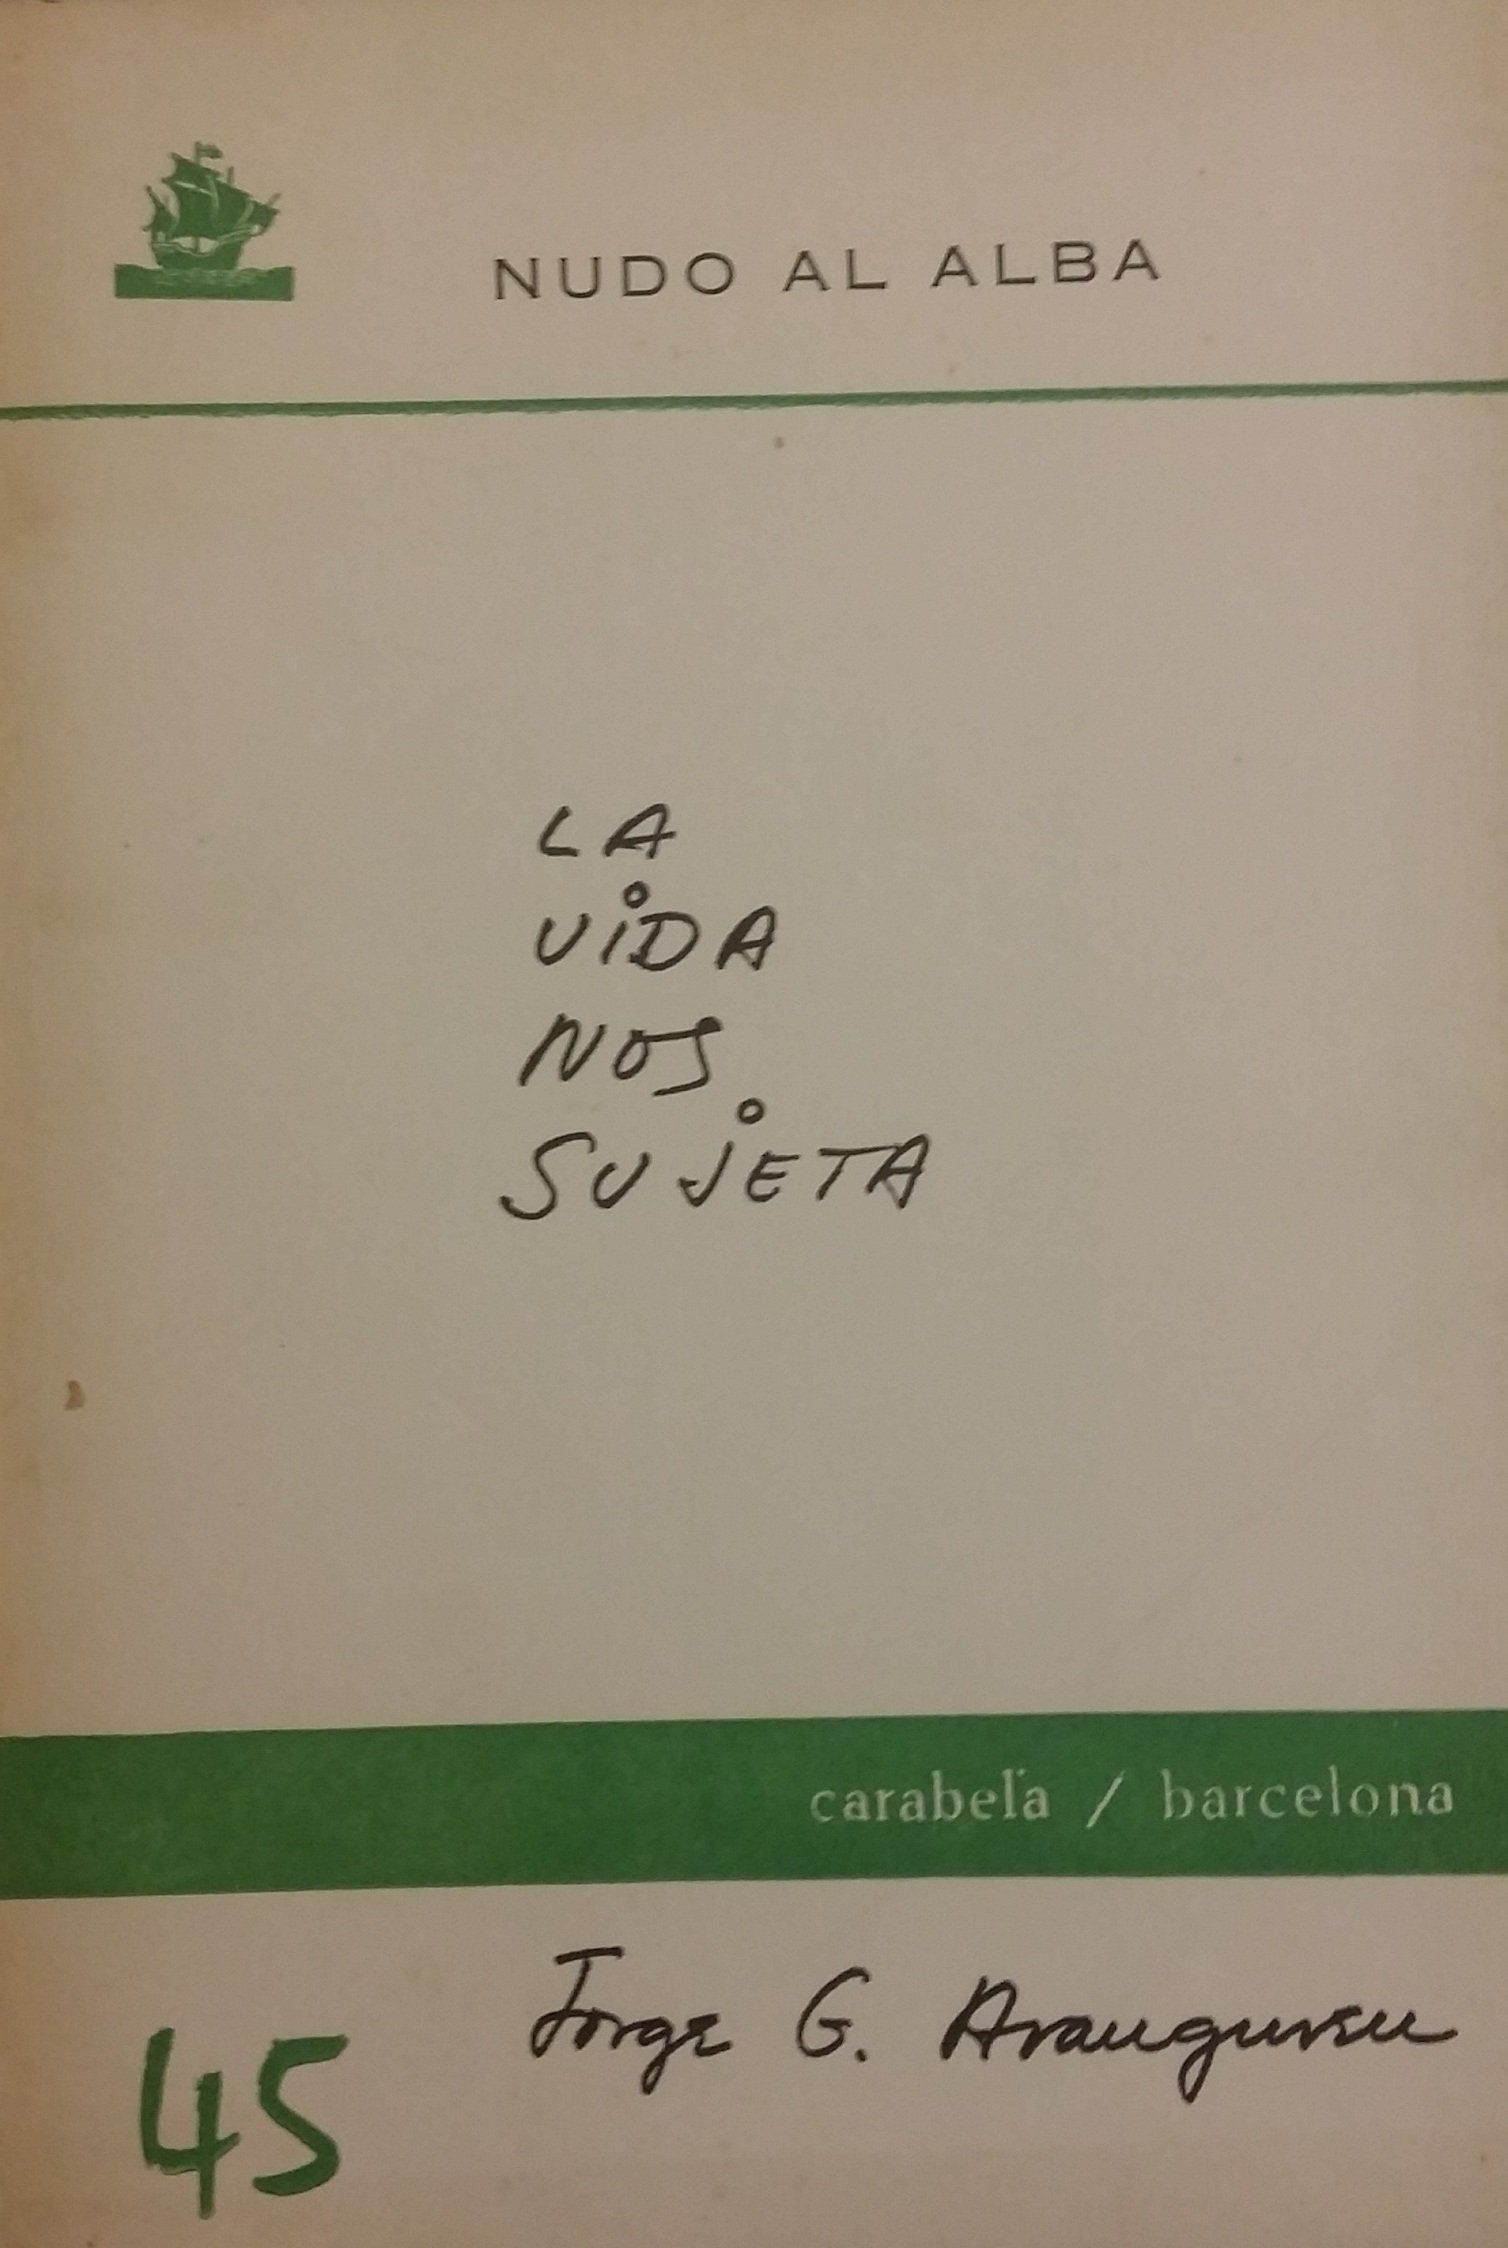 NUDO AL ALBA
LA
VIDA
NOS
SUJETA
carabela / barcelona
Jorge G. Aranguren
45